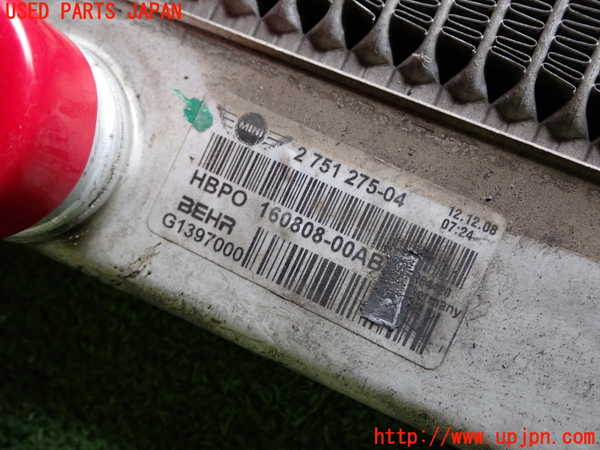 USED PARTS JAPAN
MINI
2 751 275-04
12.12.08
07:24
HBPO 160808-00AB
BEHR
G1397000
http://www.upjpn.com